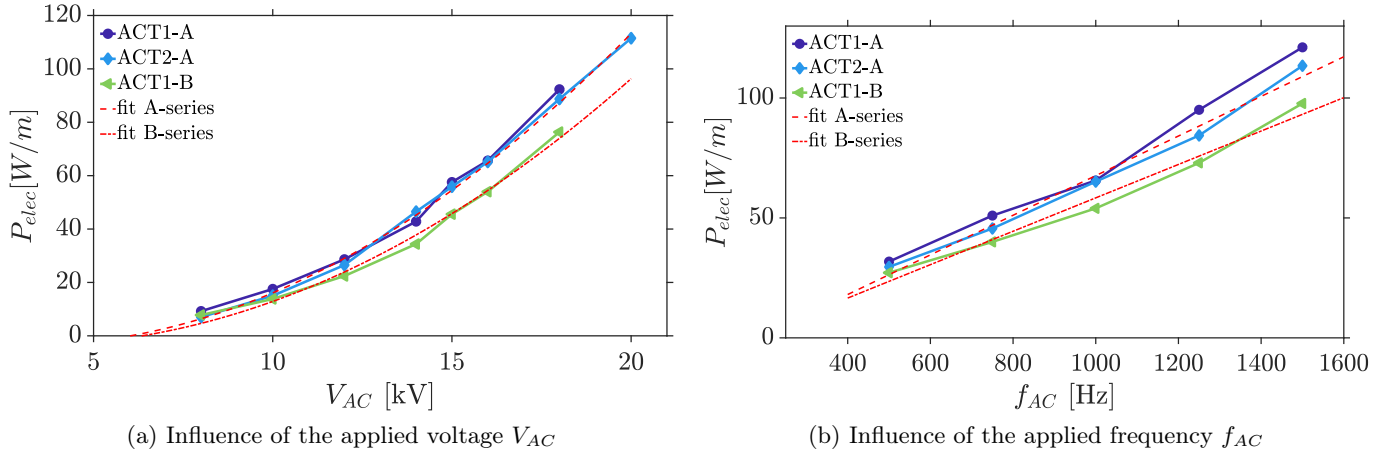 120
100
80
60
40
20
0
P_elec[W/m]
ACT1-A
ACT2-A
ACT1-B
fit A-series
fit B-series
5 10 15 20
V_AC [kV]
(a) Influence of the applied voltage V_AC
100
50
0
P_elec[W/m]
ACT1-A
ACT2-A
ACT1-B
fit A-series
fit B-series
400 600 800 1000 1200 1400 1600
f_AC [Hz]
(b) Influence of the applied frequency f_AC